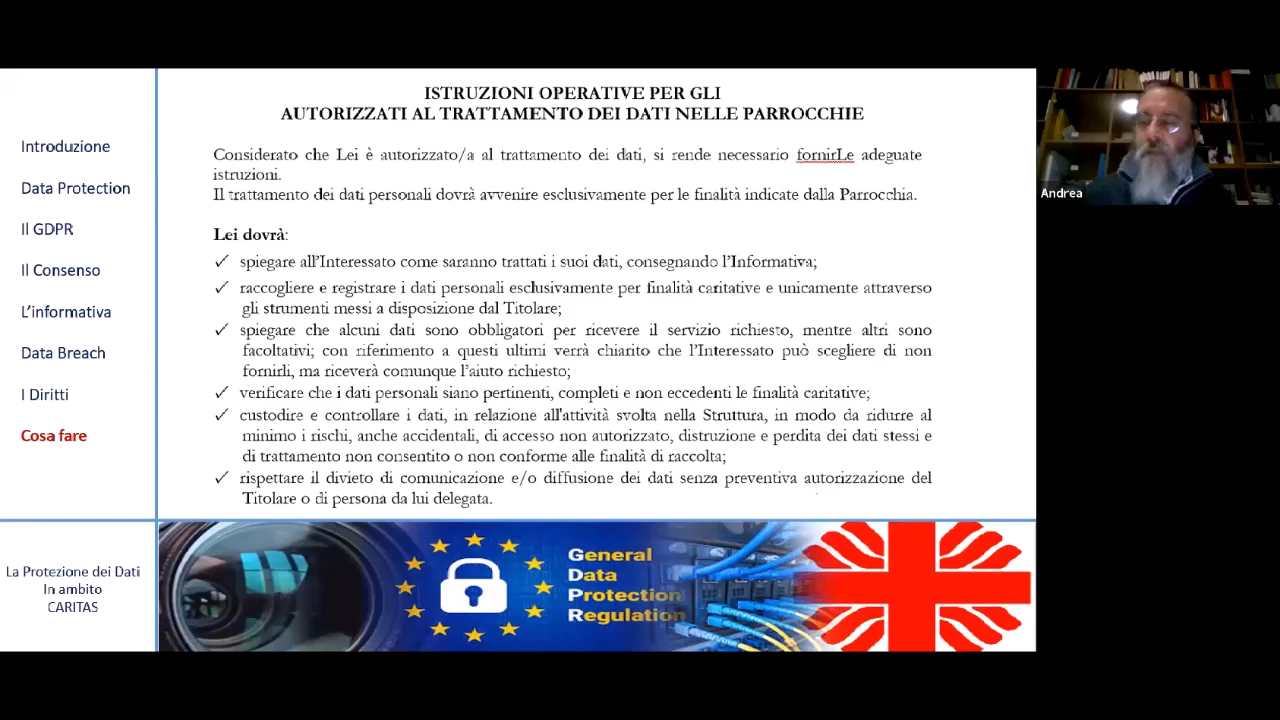 ISTRUZIONI OPERATIVE PER GLI
AUTORIZZATI AL TRATTAMENTO DEI DATI NELLE PARROCCHIE
Considerato che Lei è autorizzato/a al trattamento dei dati, si rende necessario fornirLe adeguate
istruzioni.
Il trattamento dei dati personali dovrà avvenire esclusivamente per le finalità indicate dalla Parrocchia.
Lei dovrà:
✓ spiegare all'Interessato come saranno trattati i suoi dati, consegnando l'Informativa;
✓ raccogliere e registrare i dati personali esclusivamente per finalità caritative e unicamente attraverso
gli strumenti messi a disposizione dal Titolare;
✓ spiegare che alcuni dati sono obbligatori per ricevere il servizio richiesto, mentre altri sono
facoltativi; con riferimento a questi ultimi verrà chiarito che l'Interessato può scegliere di non
fornirli, ma riceverà comunque l'aiuto richiesto;
✓ verificare che i dati personali siano pertinenti, completi e non eccedenti le finalità caritative;
✓ custodire e controllare i dati, in relazione all'attività svolta nella Struttura, in modo da ridurre al
minimo i rischi, anche accidentali, di accesso non autorizzato, distruzione e perdita dei dati stessi e
di trattamento non consentito o non conforme alle finalità di raccolta;
✓ rispettare il divieto di comunicazione e/o diffusione dei dati senza preventiva autorizzazione del
Titolare o di persona da lui delegata.
Introduzione
Data Protection
Il GDPR
Il Consenso
L'informativa
Data Breach
I Diritti
Cosa fare
La Protezione dei Dati
In ambito
CARITAS
General
Data
Protection
Regulation
Andrea